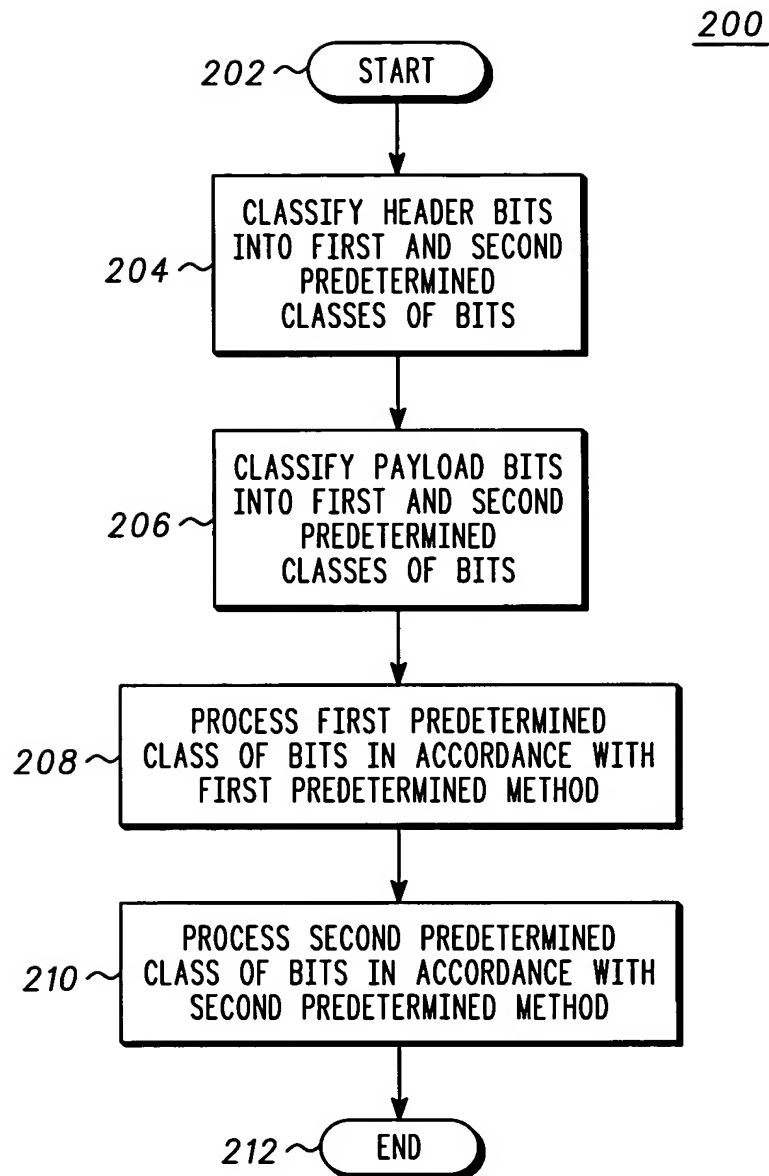 200
202 START
CLASSIFY HEADER BITS
INTO FIRST AND SECOND
204 PREDETERMINED
CLASSES OF BITS
CLASSIFY PAYLOAD BITS
INTO FIRST AND SECOND
206 PREDETERMINED
CLASSES OF BITS
PROCESS FIRST PREDETERMINED
208 CLASS OF BITS IN ACCORDANCE WITH
FIRST PREDETERMINED METHOD
PROCESS SECOND PREDETERMINED
210 CLASS OF BITS IN ACCORDANCE WITH
SECOND PREDETERMINED METHOD
212 END